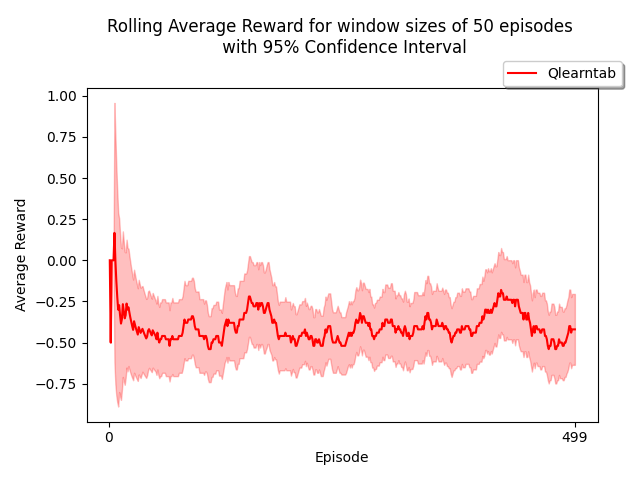 Rolling Average Reward for window sizes of 50 episodes
with 95% Confidence Interval
Qlearntab
1.00
0.75
0.50
0.25
0.00
−0.25
−0.50
−0.75
Average Reward
0
499
Episode